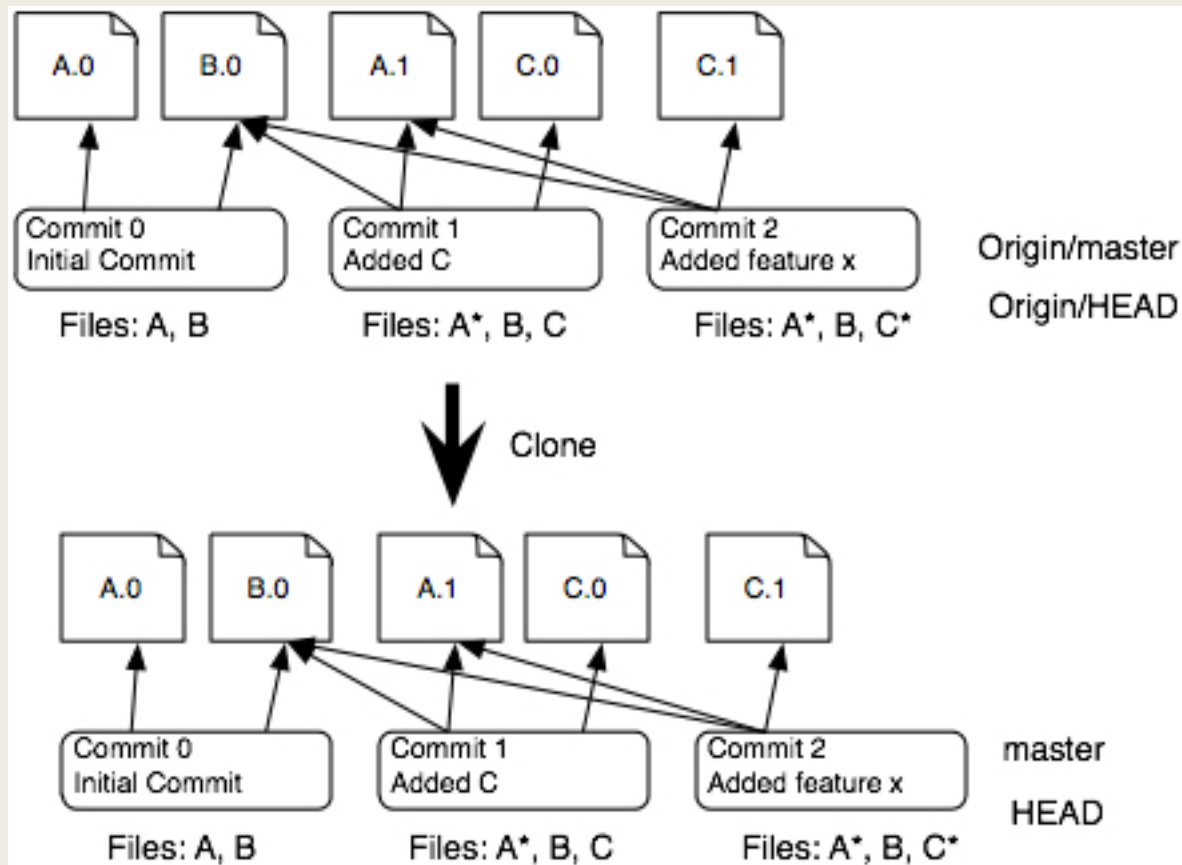 A.0
B.0
A.1
C.0
C.1
Commit 0
Initial Commit
Commit 1
Added C
Commit 2
Added feature x
Origin/master
Origin/HEAD
Files: A, B
Files: A*, B, C
Files: A*, B, C*
Clone
A.0
B.0
A.1
C.0
C.1
Commit 0
Initial Commit
Commit 1
Added C
Commit 2
Added feature x
master
HEAD
Files: A, B
Files: A*, B, C
Files: A*, B, C*